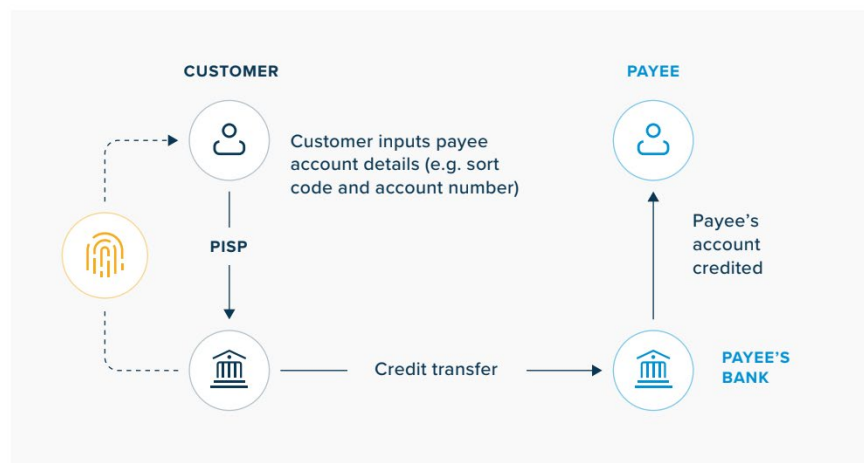 CUSTOMER
PAYEE
Customer inputs payee
account details (e.g. sort
code and account number)
PISP
Payee's
account
credited
Credit transfer
PAYEE'S
BANK